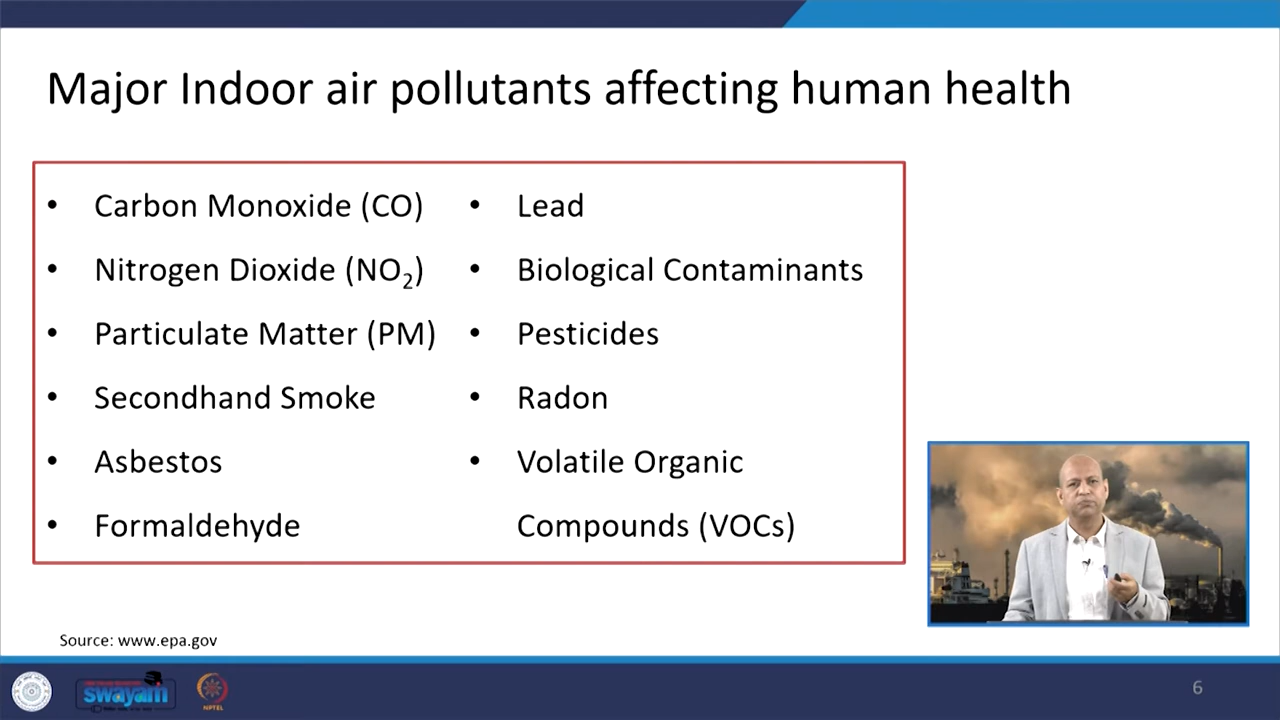 Major Indoor air pollutants affecting human health
• Carbon Monoxide (CO)
• Nitrogen Dioxide (NO₂)
• Particulate Matter (PM)
• Secondhand Smoke
• Asbestos
• Formaldehyde
• Lead
• Biological Contaminants
• Pesticides
• Radon
• Volatile Organic
Compounds (VOCs)
Source: www.epa.gov
swayam
NPTEL
6